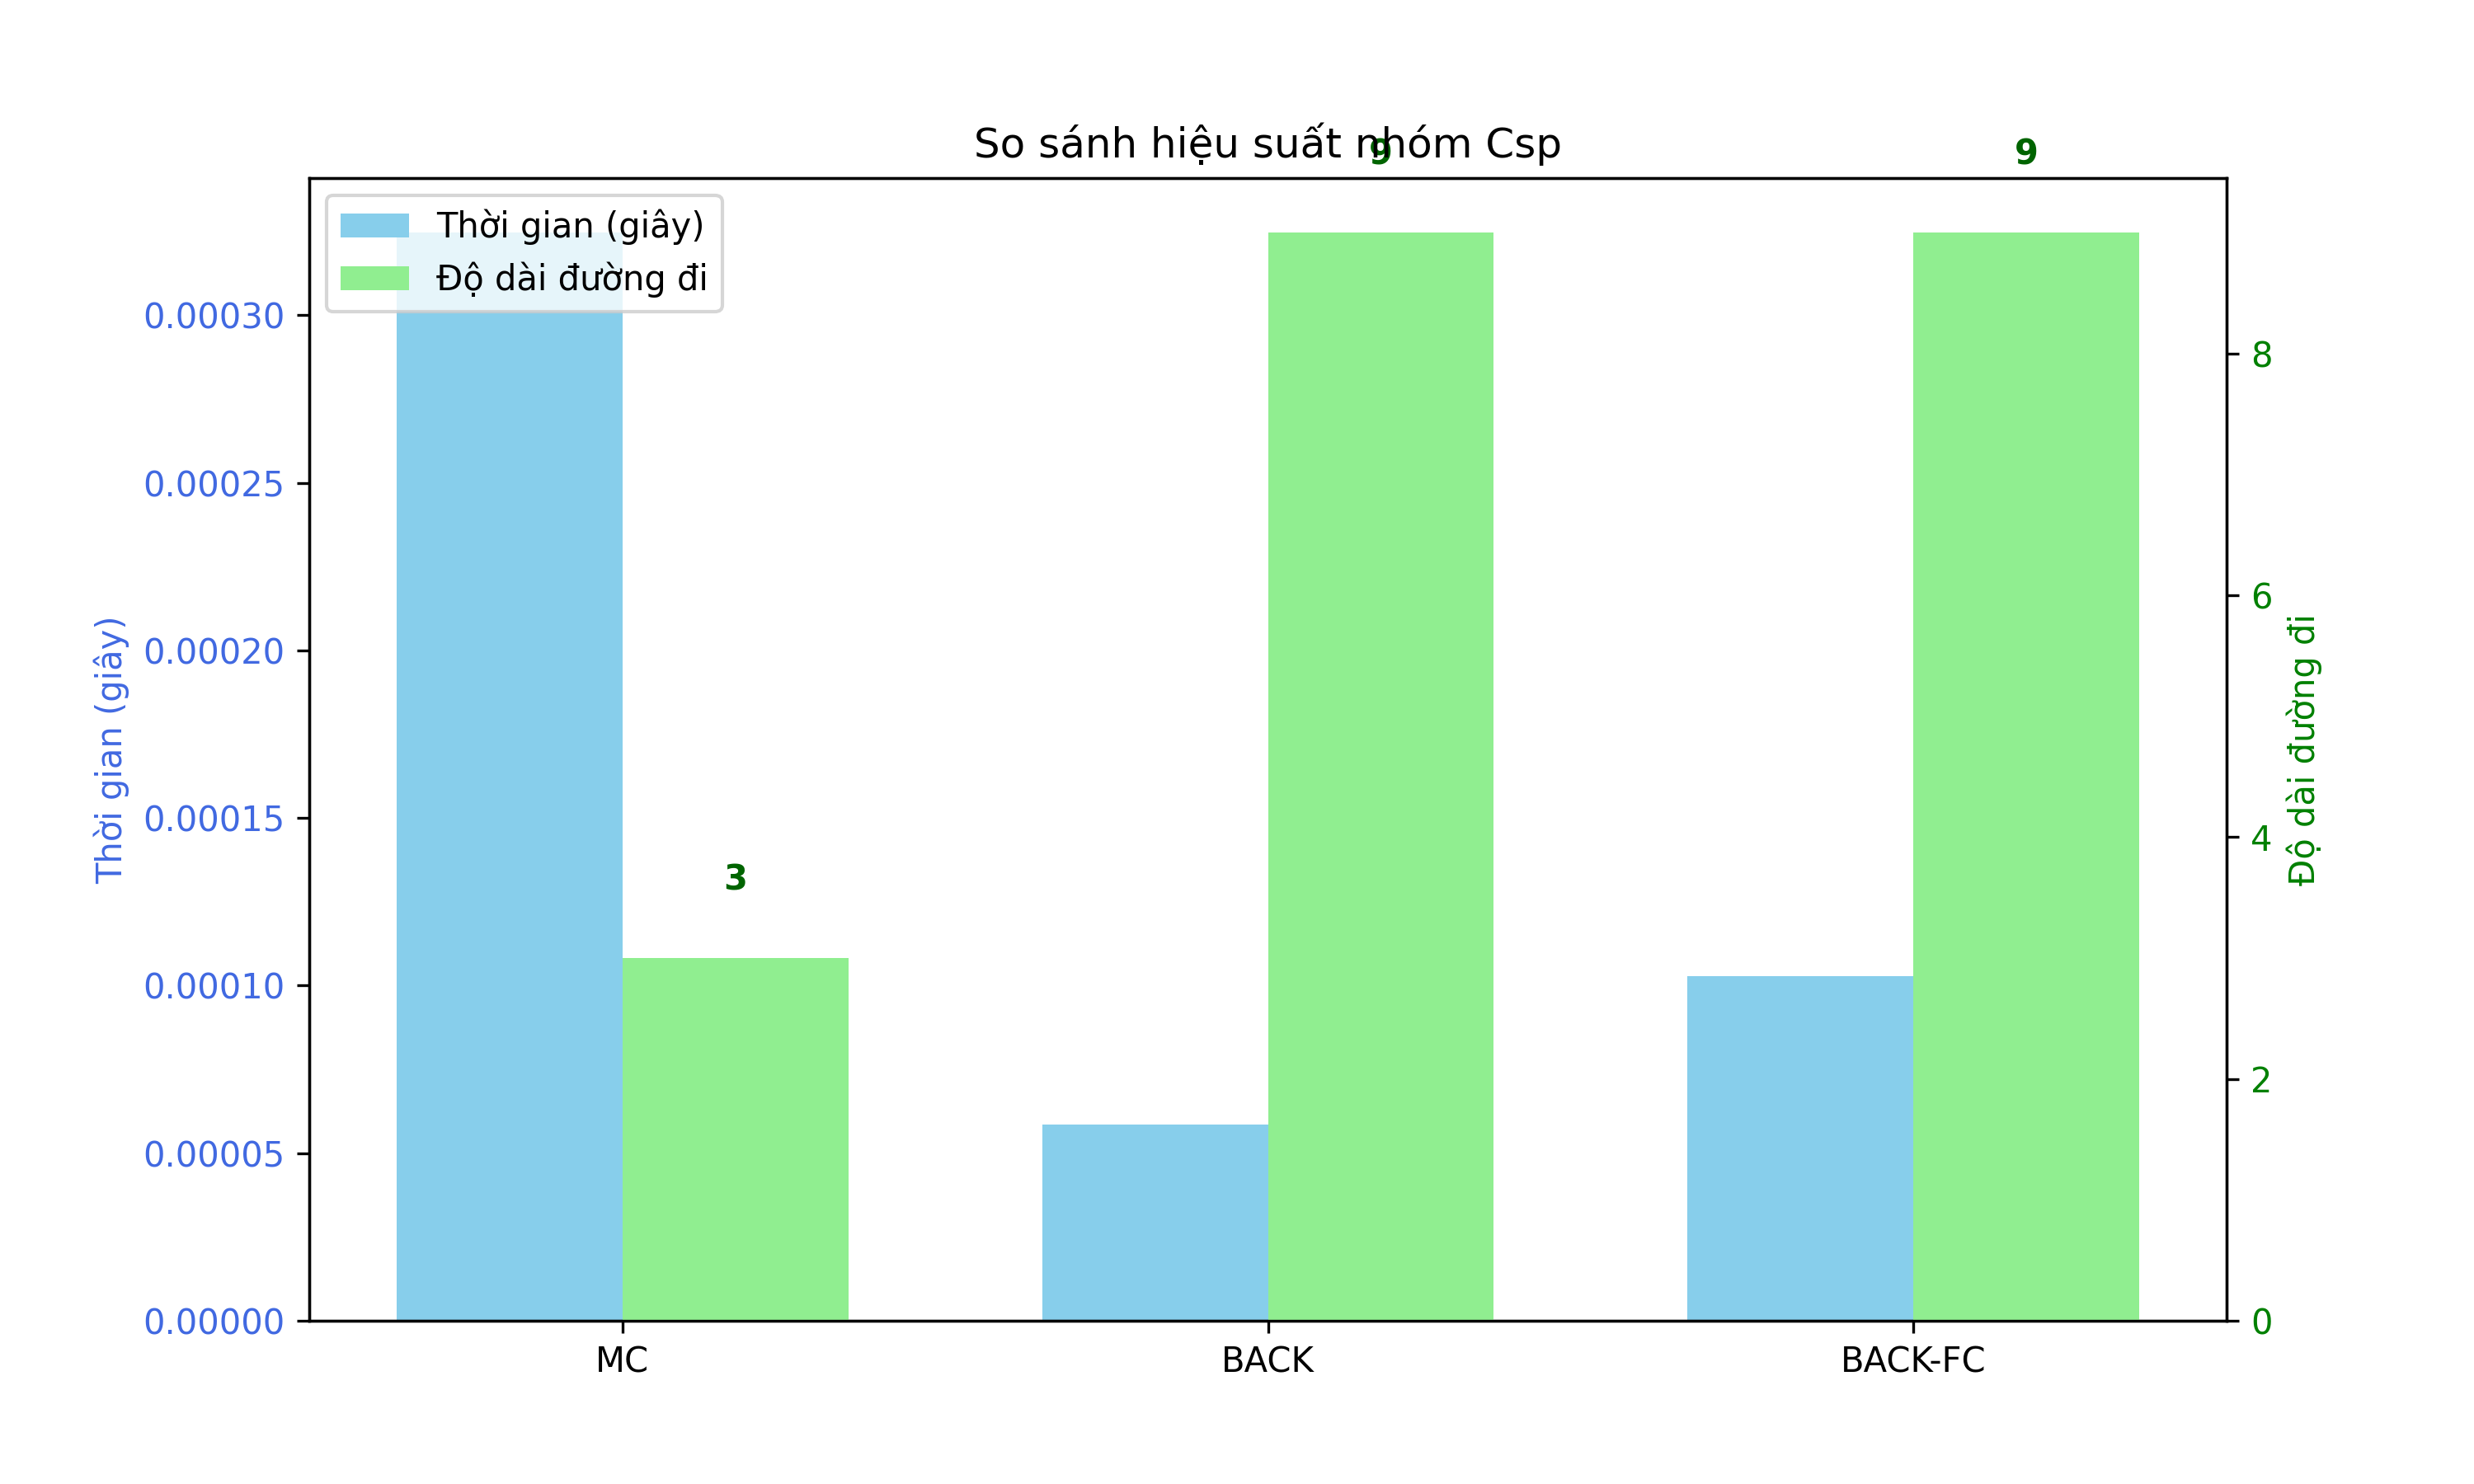 So sánh hiệu suất nhóm Csp
9
9
Thời gian (giây)
Độ dài đường đi
0.00030
0.00025
0.00020
0.00015
0.00010
0.00005
0.00000
Thời gian (giây)
3
8
6
4
2
0
Độ dài đường đi
MC
BACK
BACK-FC